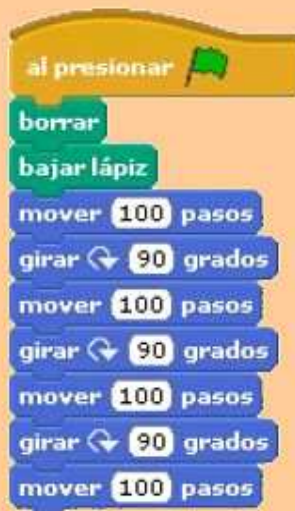 al presionar
borrar
bajar lápiz
mover 100 pasos
girar 90 grados
mover 100 pasos
girar 90 grados
mover 100 pasos
girar 90 grados
mover 100 pasos